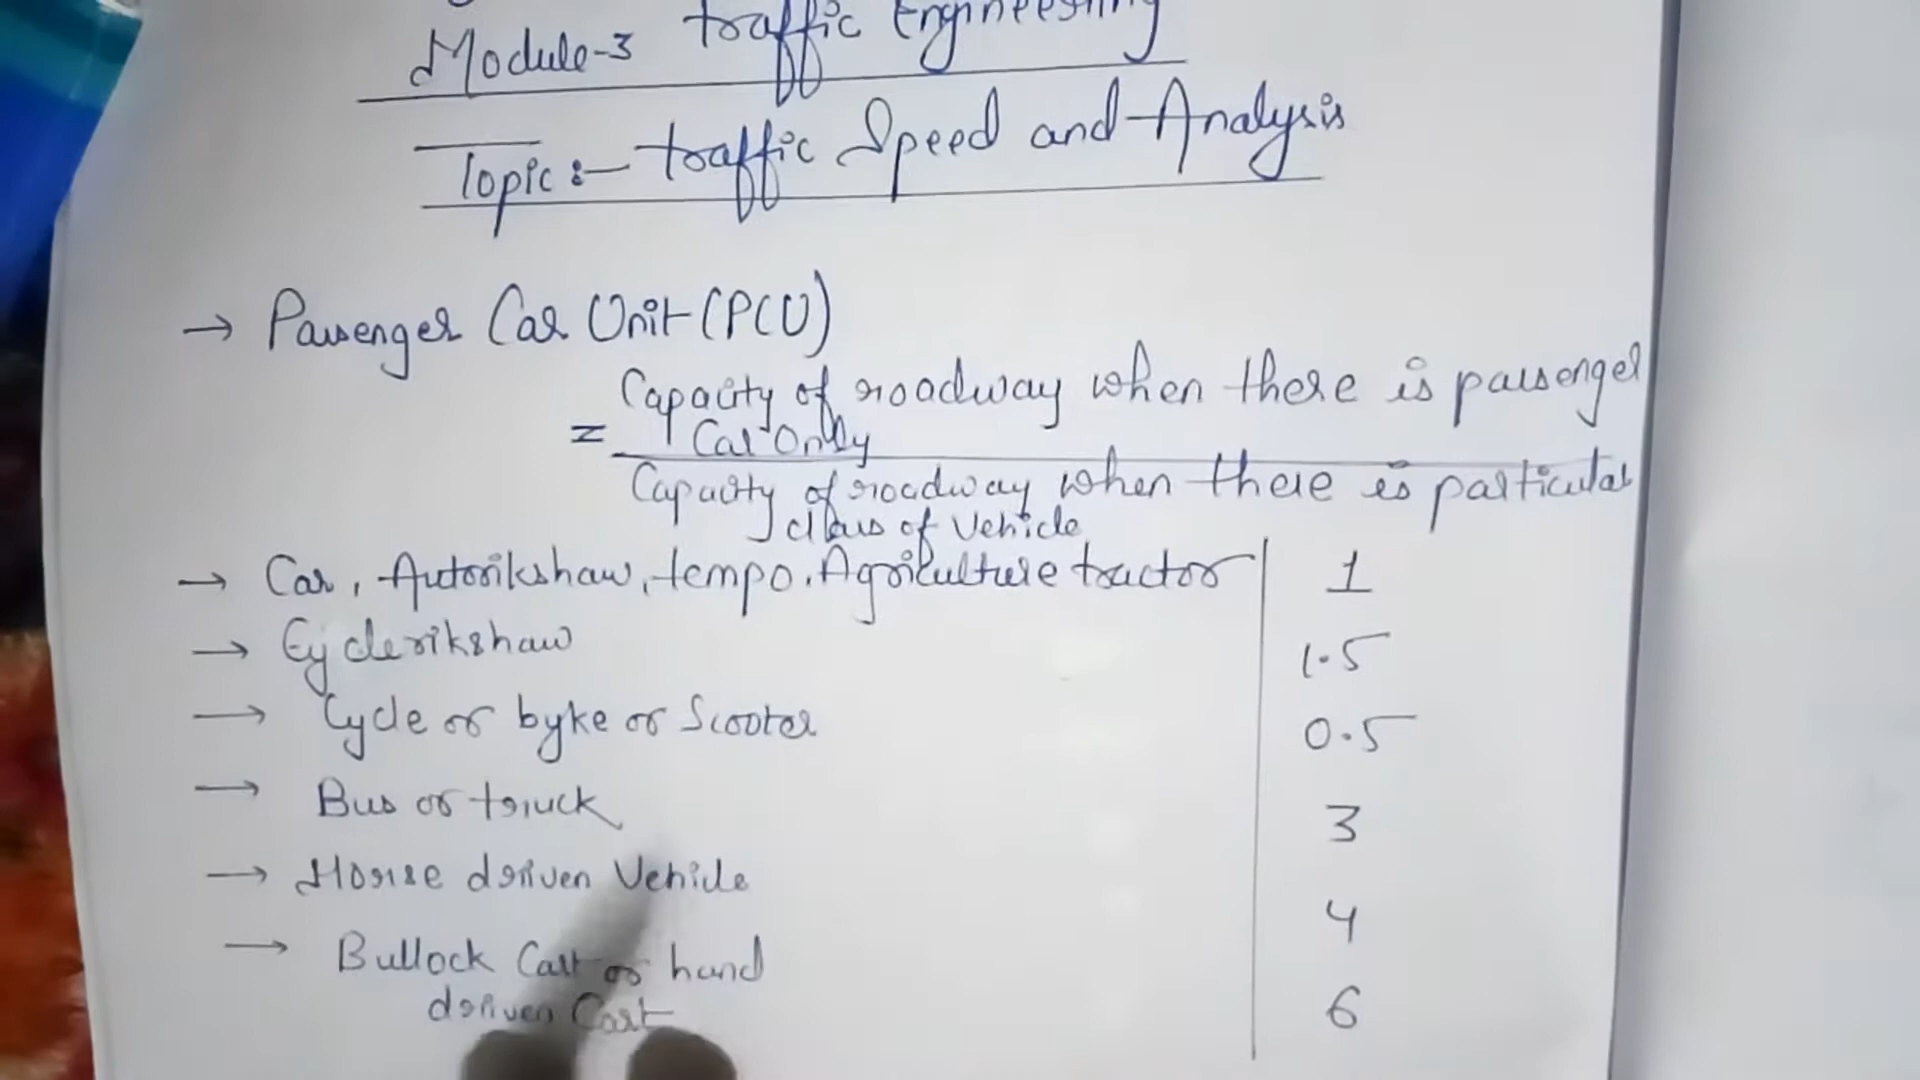 Module-3 traffic Engineering
Topic :- traffic Speed and Analysis
→ Passenger Car Unit (PCU)
= Capacity of roadway when there is passenger
Car Only
Capacity of roadway when there is particular
class of Vehicle
→ Car, Autorikshaw, tempo, Agriculture tractor 1
→ Cyclerikshaw 1.5
→ Cycle or byke or Scooter 0.5
→ Bus or truck 3
→ Horse driven Vehicle 4
→ Bullock Cart or hand
driven Cart 6